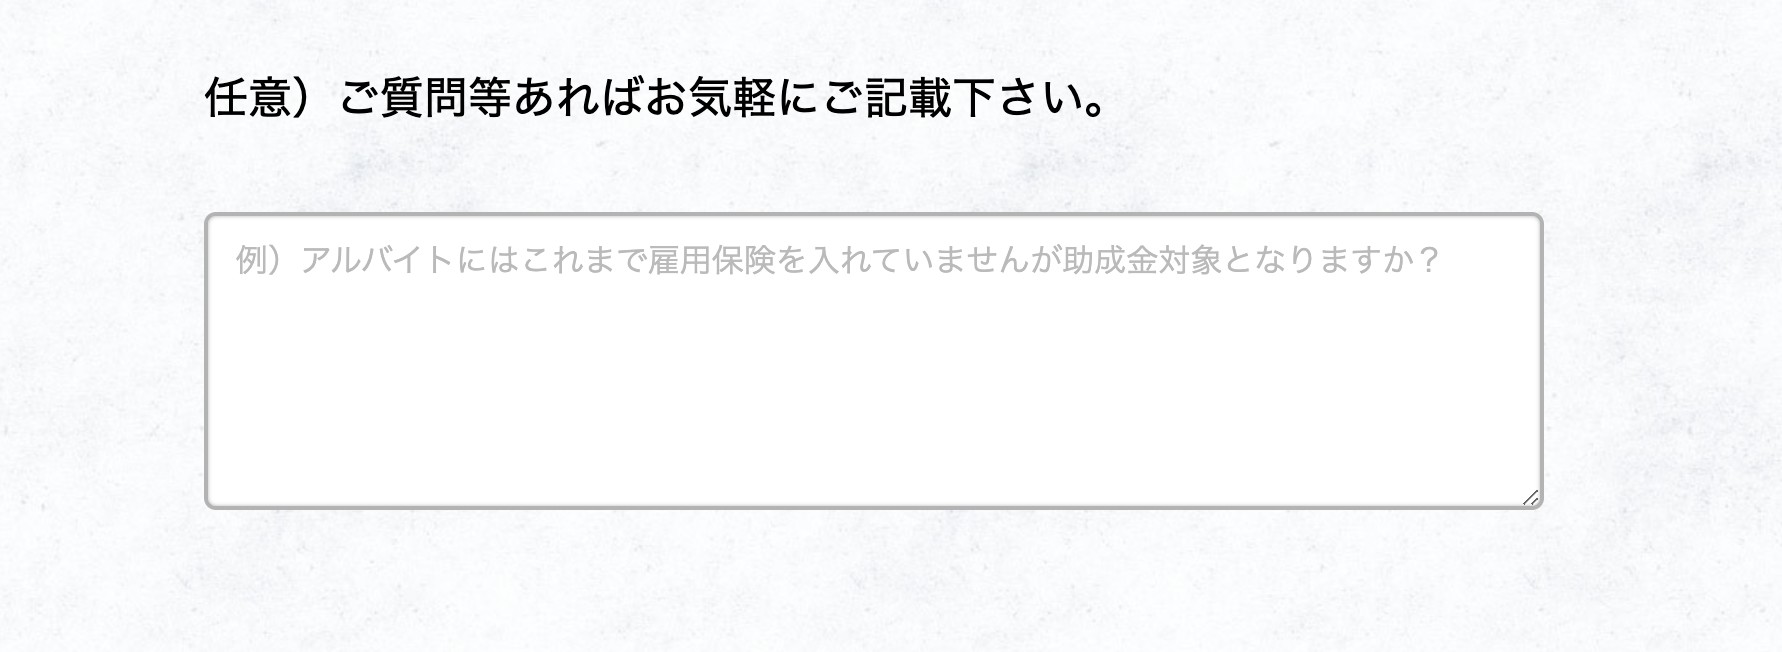 任意）ご質問等あればお気軽にご記載下さい。
例）アルバイトにはこれまで雇用保険を入れていませんが助成金対象となりますか？